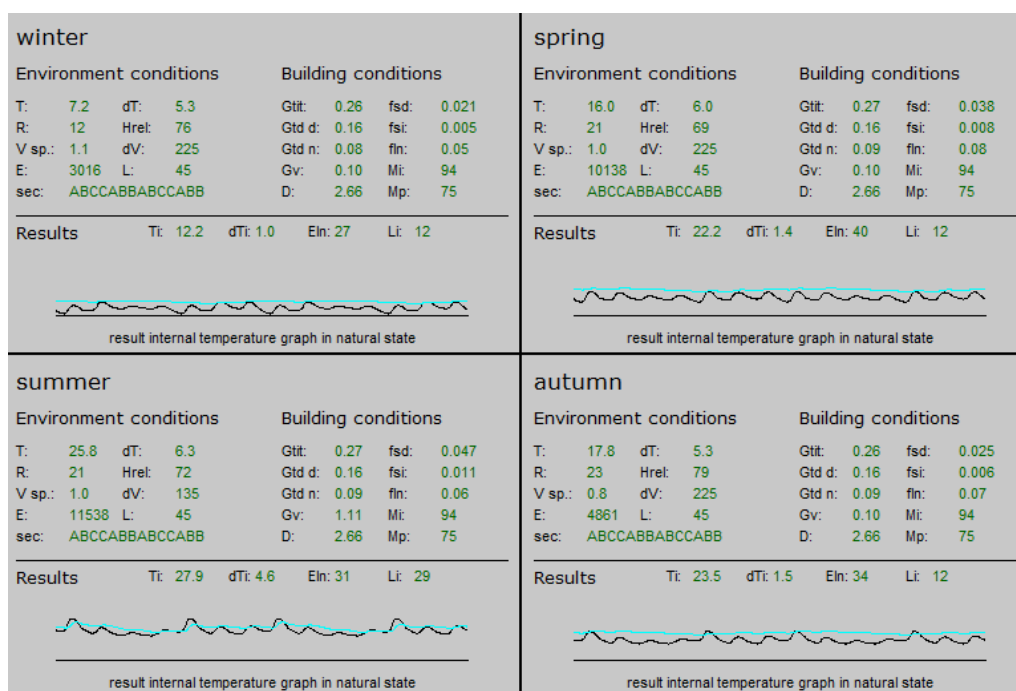 winter
Environment conditions Building conditions
T: 7.2 dT: 5.3 Gtit: 0.26 fsd: 0.021
R: 12 Hrel: 76 Gtd d: 0.16 fsi: 0.005
V sp.: 1.1 dV: 225 Gtd n: 0.08 fln: 0.05
E: 3016 L: 45 Gv: 0.10 Mi: 94
sec: ABCCABBABCCABB D: 2.66 Mp: 75
Results Ti: 12.2 dTi: 1.0 Eln: 27 Li: 12
result internal temperature graph in natural state
spring
Environment conditions Building conditions
T: 16.0 dT: 6.0 Gtit: 0.27 fsd: 0.038
R: 21 Hrel: 69 Gtd d: 0.16 fsi: 0.008
V sp.: 1.0 dV: 225 Gtd n: 0.09 fln: 0.08
E: 10138 L: 45 Gv: 0.10 Mi: 94
sec: ABCCABBABCCABB D: 2.66 Mp: 75
Results Ti: 22.2 dTi: 1.4 Eln: 40 Li: 12
result internal temperature graph in natural state
summer
Environment conditions Building conditions
T: 25.8 dT: 6.3 Gtit: 0.27 fsd: 0.047
R: 21 Hrel: 72 Gtd d: 0.16 fsi: 0.011
V sp.: 1.0 dV: 135 Gtd n: 0.09 fln: 0.06
E: 11538 L: 45 Gv: 1.11 Mi: 94
sec: ABCCABBABCCABB D: 2.66 Mp: 75
Results Ti: 27.9 dTi: 4.6 Eln: 31 Li: 29
result internal temperature graph in natural state
autumn
Environment conditions Building conditions
T: 17.8 dT: 5.3 Gtit: 0.26 fsd: 0.025
R: 23 Hrel: 79 Gtd d: 0.16 fsi: 0.006
V sp.: 0.8 dV: 225 Gtd n: 0.09 fln: 0.07
E: 4861 L: 45 Gv: 0.10 Mi: 94
sec: ABCCABBABCCABB D: 2.66 Mp: 75
Results Ti: 23.5 dTi: 1.5 Eln: 34 Li: 12
result internal temperature graph in natural state